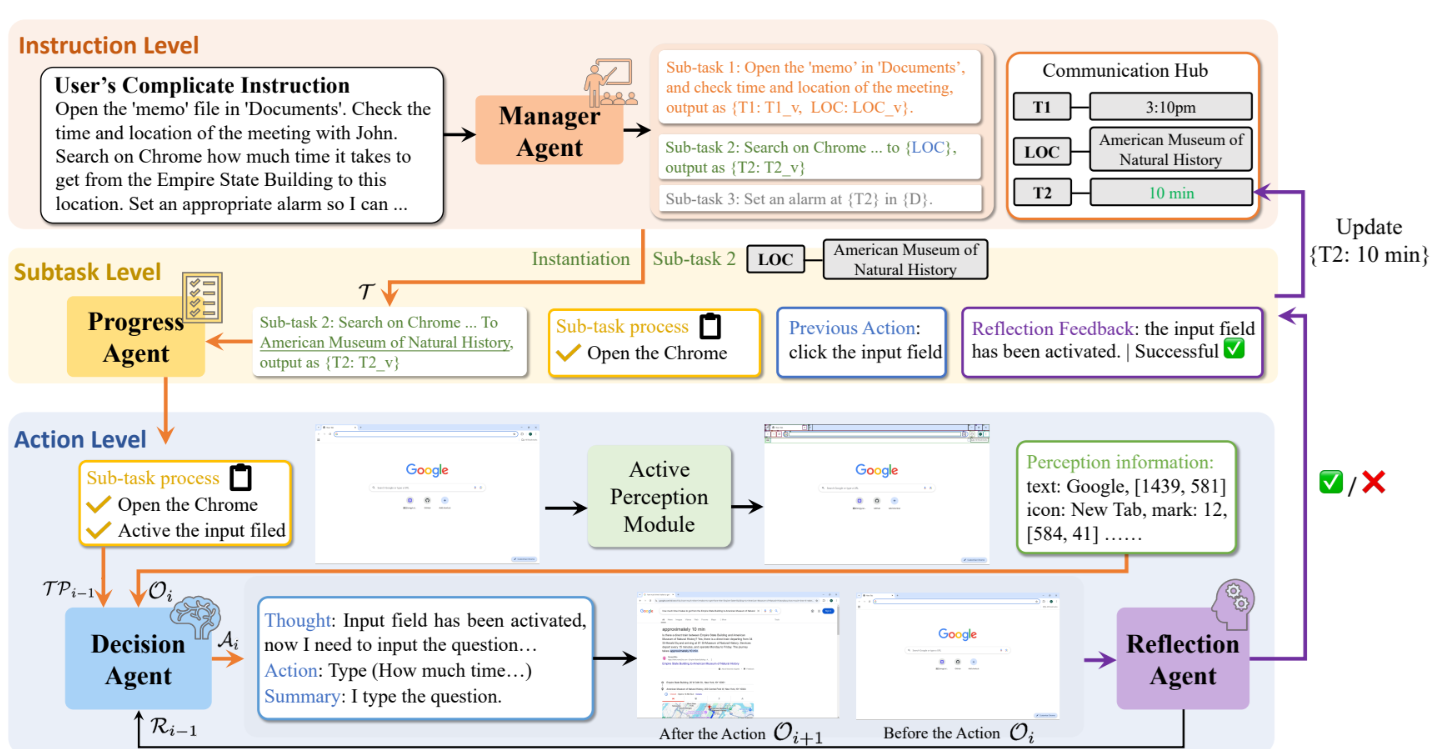 Instruction Level
User's Complicate Instruction
Open the 'memo' file in 'Documents'. Check the
time and location of the meeting with John.
Search on Chrome how much time it takes to
get from the Empire State Building to this
location. Set an appropriate alarm so I can ...
Manager
Agent
Sub-task 1: Open the 'memo' in 'Documents',
and check time and location of the meeting,
output as {T1: T1_v, LOC: LOC_v}.
Sub-task 2: Search on Chrome ... to {LOC},
output as {T2: T2_v}
Sub-task 3: Set an alarm at {T2} in {D}.
Communication Hub
T1
3:10pm
LOC
American Museum of
Natural History
T2
10 min
Update
{T2: 10 min}
Subtask Level
Instantiation
Sub-task 2
LOC
American Museum of
Natural History
𝒯
Progress
Agent
Sub-task 2: Search on Chrome ... To
American Museum of Natural History,
output as {T2: T2_v}
Sub-task process
Open the Chrome
Previous Action:
click the input field
Reflection Feedback: the input field
has been activated. | Successful ✅
Action Level
Sub-task process
Open the Chrome
Active the input filed
Google
Active
Perception
Module
Google
Perception information:
text: Google, [1439, 581]
icon: New Tab, mark: 12,
[584, 41] ......
✅ / ❌
𝒯𝒫i−1
𝒪i
Decision
Agent
𝒜i
Thought: Input field has been activated,
now I need to input the question…
Action: Type (How much time…)
Summary: I type the question.
Google
approximately 10 min
Google
After the Action 𝒪i+1
Before the Action 𝒪i
Reflection
Agent
ℛi−1